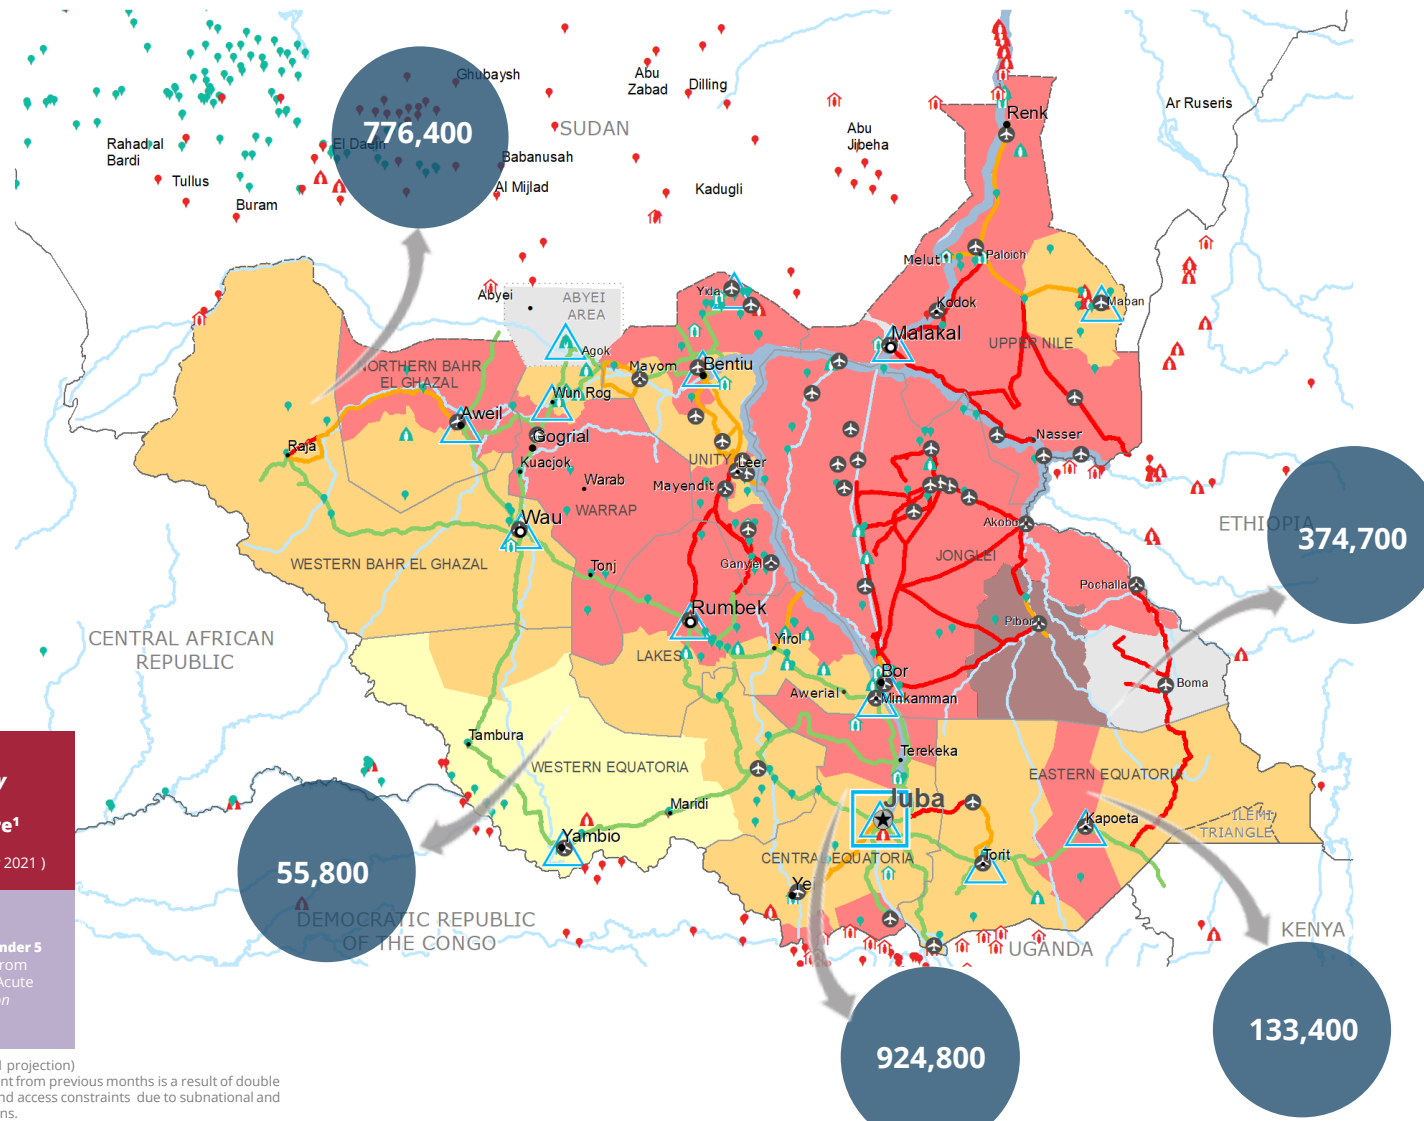 Ghubaysh
Abu
Zabad
Dilling
Ar Ruseris
Renk
776,400
SUDAN
Abu
Jibeha
Rahad al
Bardi
El Daein
Babanusah
Tullus
Al Mijlad
Kadugli
Buram
Melut
Paloich
Abyei
ABYEI
AREA
Yida
Kodok
Maban
Malakal
UPPER NILE
Agok
NORTHERN BAHR
EL GHAZAL
Mayom
Bentiu
Wun Rog
Aweil
Gogrial
Nasser
Raja
Kuacjok
UNITY
Leer
Warab
Mayendit
WARRAP
Wau
Akobo
ETHIOPIA
374,700
JONGLEI
WESTERN BAHR EL GHAZAL
Tonj
Ganyiel
Pochalla
Rumbek
Pibor
CENTRAL AFRICAN
REPUBLIC
Yirol
LAKES
Bor
Boma
Awerial
Minkamman
Tambura
Terekeka
WESTERN EQUATORIA
EASTERN EQUATORIA
y
Maridi
Juba
re¹
Kapoeta
ILEMI
TRIANGLE
2021 )
Yambio
CENTRAL EQUATORIA
Torit
55,800
Yei
DEMOCRATIC REPUBLIC
OF THE CONGO
KENYA
UGANDA
nder 5
rom
Acute
n
133,400
924,800
1 projection)
nt from previous months is a result of double
nd access constraints due to subnational and
ns.